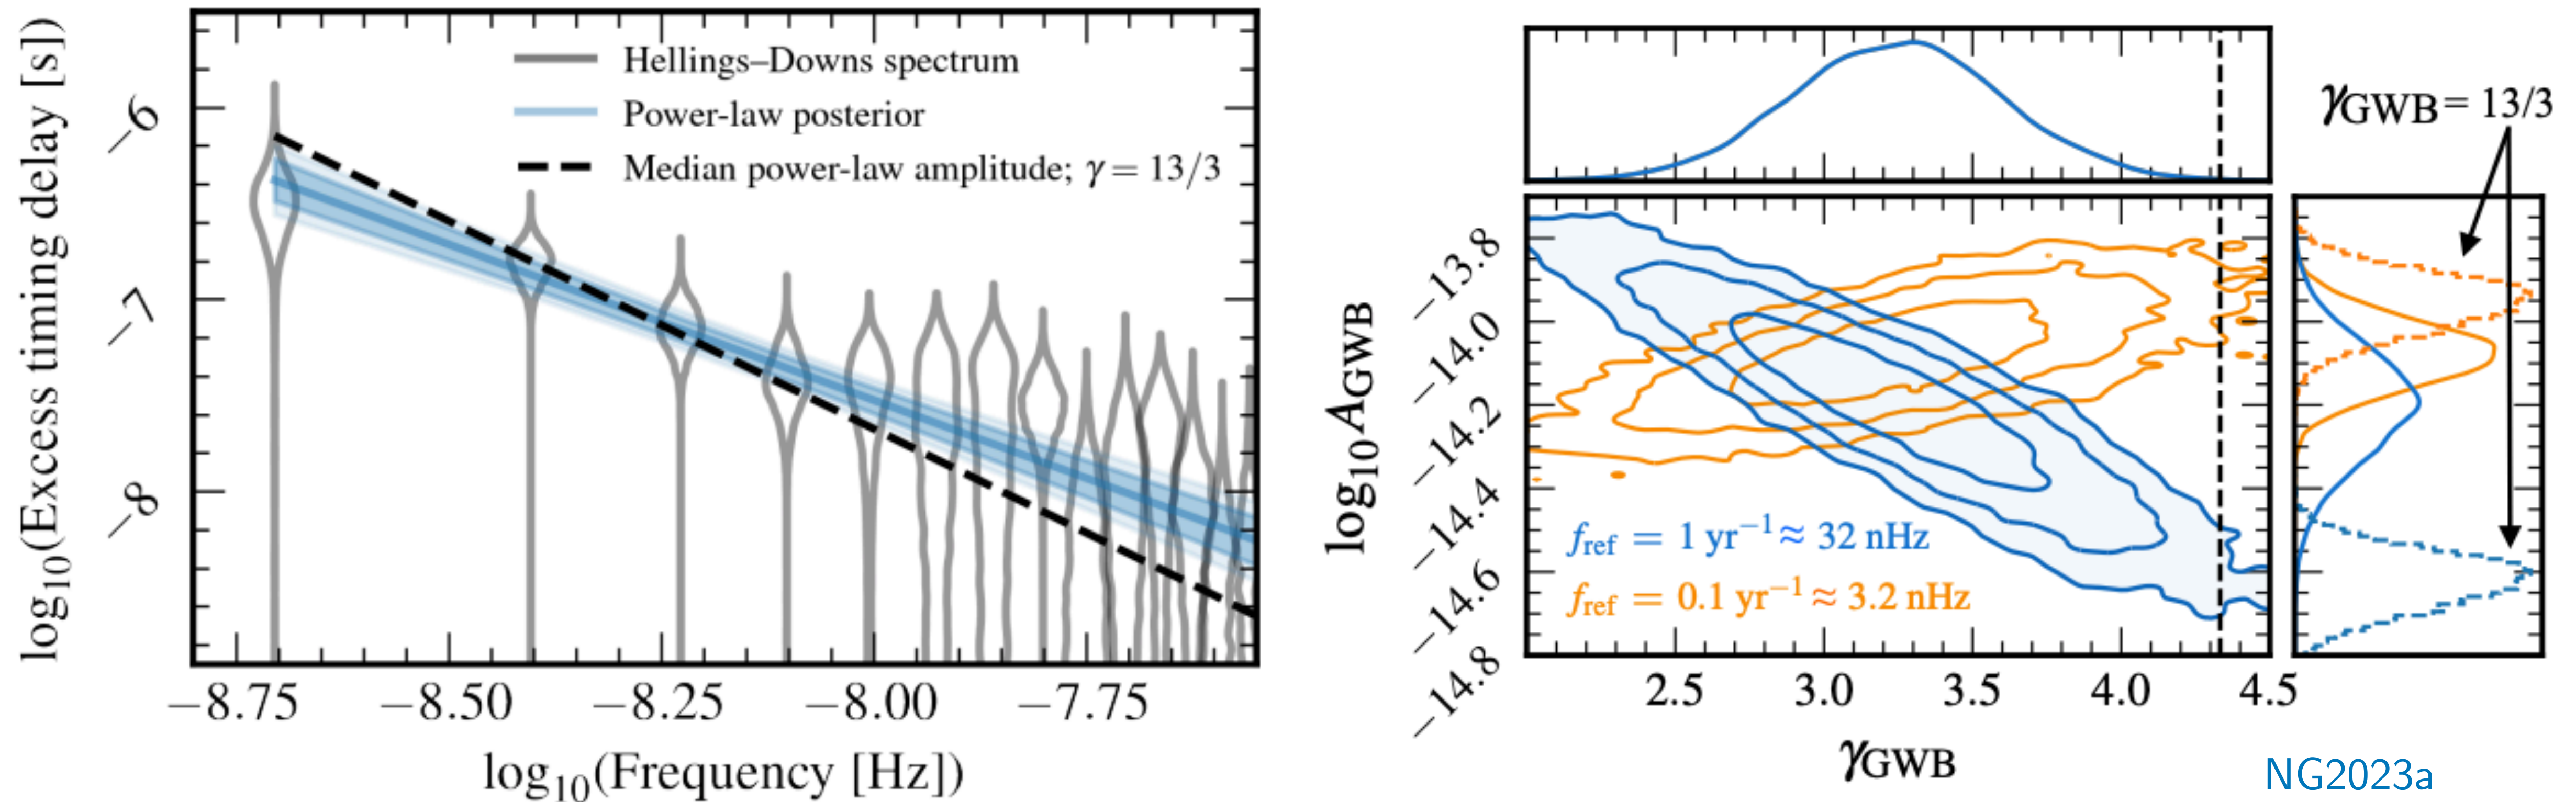 log₁₀(Excess timing delay [s])
−6
−7
−8
Hellings–Downs spectrum
Power-law posterior
Median power-law amplitude; γ = 13/3
−8.75 −8.50 −8.25 −8.00 −7.75
log₁₀(Frequency [Hz])
γGWB = 13/3
log₁₀AGWB
−13.8
−14.0
−14.2
−14.4
−14.6
−14.8
fref = 1 yr⁻¹ ≈ 32 nHz
fref = 0.1 yr⁻¹ ≈ 3.2 nHz
2.5 3.0 3.5 4.0 4.5
γGWB
NG2023a